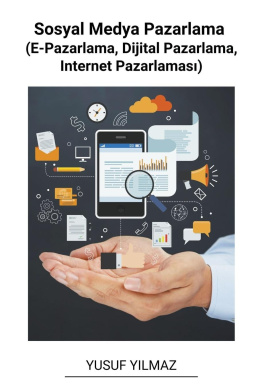 Sosyal Medya Pazarlama
(E-Pazarlama, Dijital Pazarlama,
Internet Pazarlaması)
YUSUF YILMAZ